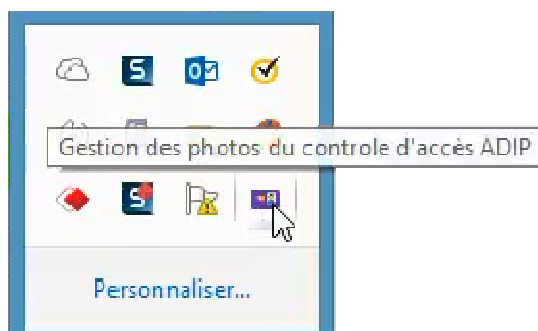 Gestion des photos du controle d'accès ADIP
Personnaliser...